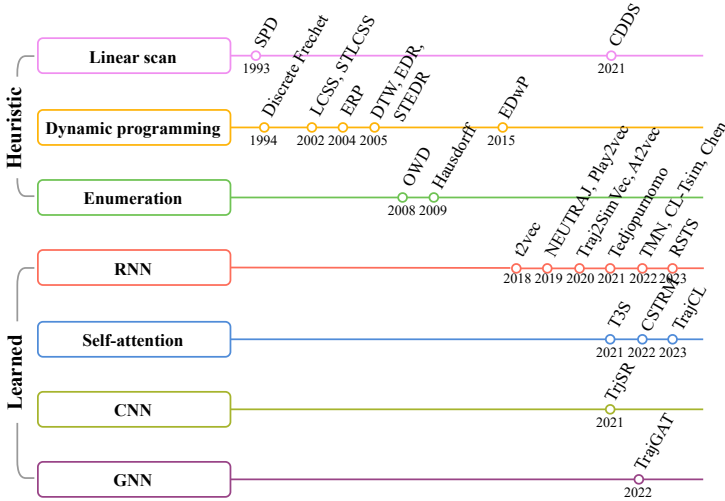 Heuristic
Linear scan
SPD
1993
CDDS
2021
Dynamic programming
Discrete Frechet
1994
LCSS, STLCSS
2002
ERP
2004
DTW, EDR,
STEDR
2005
EDwP
2015
Enumeration
OWD
2008
Hausdorff
2009
Learned
RNN
t2vec
2018
NEUTRAJ, Play2vec
2019
Traj2SimVec, At2vec
2020
Tedjopurnomo
2021
TMN, CL-Tsim, Chen
2022
RSTS
2023
Self-attention
T3S
2021
CSTRM
2022
TrajCL
2023
CNN
TrjSR
2021
GNN
TrajGAT
2022